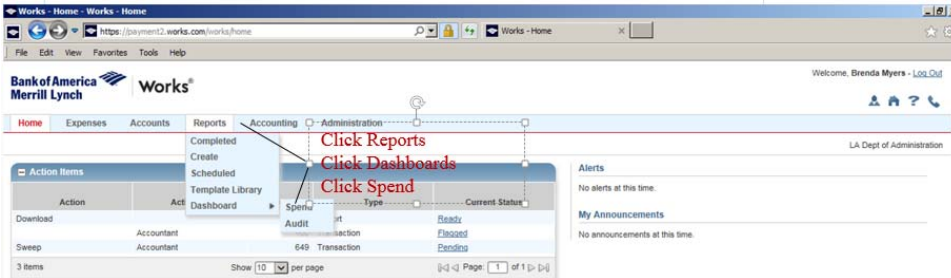 Works - Home - Works - Home
https://payment2.works.com/works/home
Works - Home
File Edit View Favorites Tools Help
Bank of America
Merrill Lynch
Works®
Welcome, Brenda Myers - Log Out
Home Expenses Accounts Reports Accounting Administration
LA Dept of Administration
Completed
Create
Scheduled
Template Library
Dashboard
Spend
Audit
Click Reports
Click Dashboards
Click Spend
Action Items
Action Type Current Status
Download Ready
Accountant Flagged
Sweep Accountant 649 Transaction Pending
3 items Show 10 per page Page: 1 of 1
Alerts
No alerts at this time.
My Announcements
No announcements at this time.